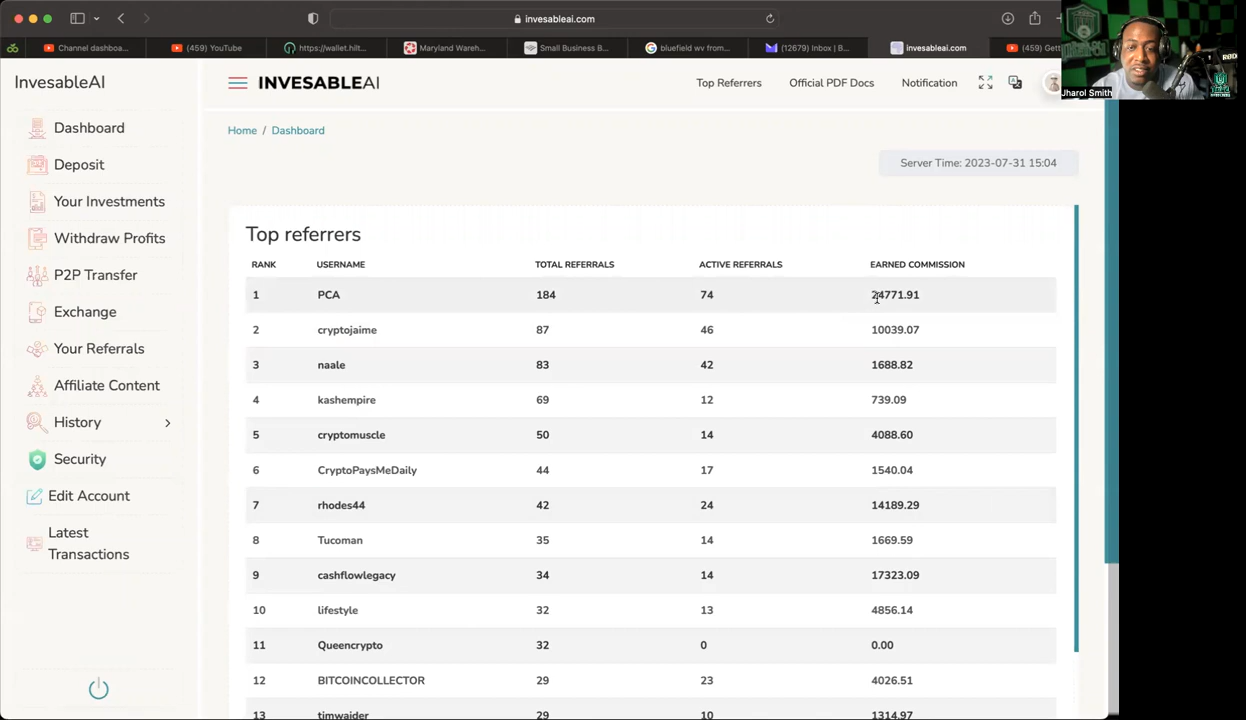 invesableai.com
Channel dashboa...
(459) YouTube
https://wallet.hilt...
Maryland Wareh...
Small Business B...
bluefield wv from...
(12679) Inbox | B...
invesableai.com
(459) Gett
InvesableAI
INVESABLEAI
Top Referrers
Official PDF Docs
Notification
Jharol Smith
Dashboard
Deposit
Your Investments
Withdraw Profits
P2P Transfer
Exchange
Your Referrals
Affiliate Content
History
Security
Edit Account
Latest
Transactions
Home / Dashboard
Server Time: 2023-07-31 15:04
Top referrers
RANK USERNAME TOTAL REFERRALS ACTIVE REFERRALS EARNED COMMISSION
1 PCA 184 74 24771.91
2 cryptojaime 87 46 10039.07
3 naale 83 42 1688.82
4 kashempire 69 12 739.09
5 cryptomuscle 50 14 4088.60
6 CryptoPaysMeDaily 44 17 1540.04
7 rhodes44 42 24 14189.29
8 Tucoman 35 14 1669.59
9 cashflowlegacy 34 14 17323.09
10 lifestyle 32 13 4856.14
11 Queencrypto 32 0 0.00
12 BITCOINCOLLECTOR 29 23 4026.51
13 timwaider 29 10 1314.97